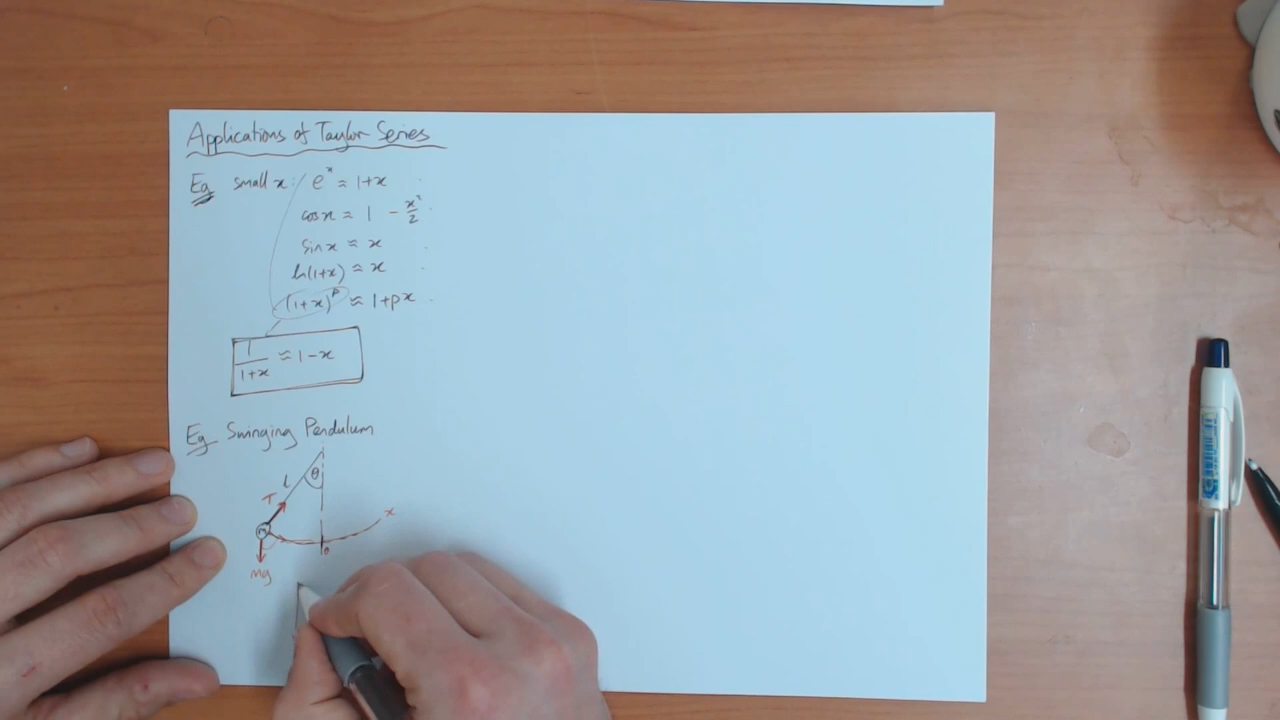 Applications of Taylor Series
Eg small x: eˣ ≈ 1+x
cos x ≈ 1 - x²/2
sin x ≈ x
ln(1+x) ≈ x
(1+x)ᵖ ≈ 1+px
1/(1+x) ≈ 1-x
Eg Swinging Pendulum
θ
l
T
m
x
0
mg